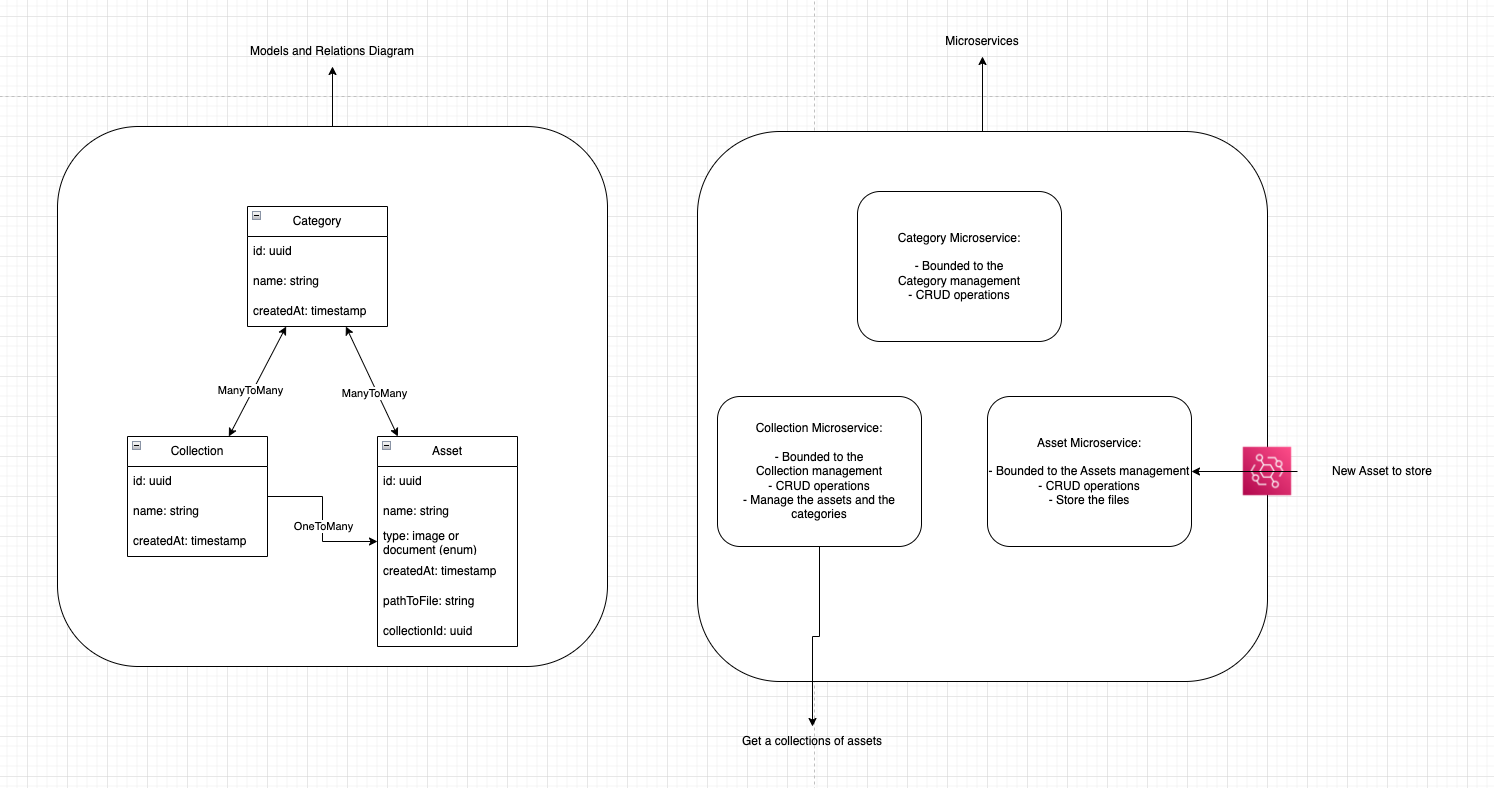 Models and Relations Diagram
Category
id: uuid
name: string
createdAt: timestamp
ManyToMany
ManyToMany
Collection
id: uuid
name: string
createdAt: timestamp
OneToMany
Asset
id: uuid
name: string
type: image or
document (enum)
createdAt: timestamp
pathToFile: string
collectionId: uuid
Microservices
Category Microservice:
- Bounded to the
Category management
- CRUD operations
Collection Microservice:
- Bounded to the
Collection management
- CRUD operations
- Manage the assets and the
categories
Asset Microservice:
- Bounded to the Assets management
- CRUD operations
- Store the files
New Asset to store
Get a collections of assets